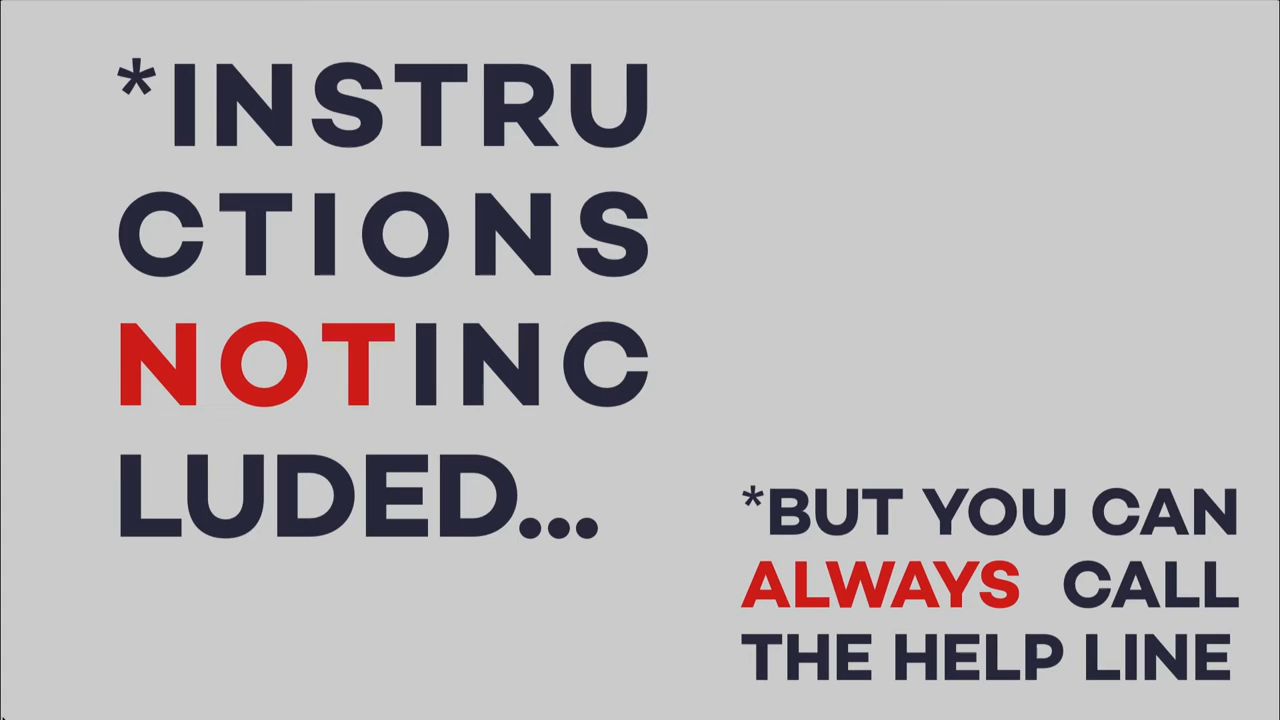 *INSTRU
CTIONS
NOTINC
LUDED...
*BUT YOU CAN
ALWAYS CALL
THE HELP LINE